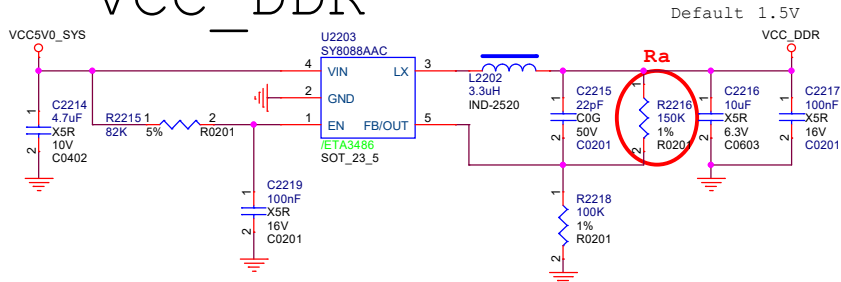 VCC_DDR
Default 1.5V
VCC5V0_SYS
VCC_DDR
U2203
SY8088AAC
4
VIN
LX
3
2
GND
1
EN
FB/OUT
5
/ETA3486
SOT_23_5
Ra
L2202
3.3uH
IND-2520
1
C2214
4.7uF
X5R
10V
C0402
2
R2215
1
2
82K
5%
R0201
1
C2219
100nF
X5R
16V
C0201
2
1
C2215
22pF
C0G
50V
C0201
2
1
R2216
150K
1%
R0201
2
1
C2216
10uF
X5R
6.3V
C0603
2
1
C2217
100nF
X5R
16V
C0201
2
1
R2218
100K
1%
R0201
2